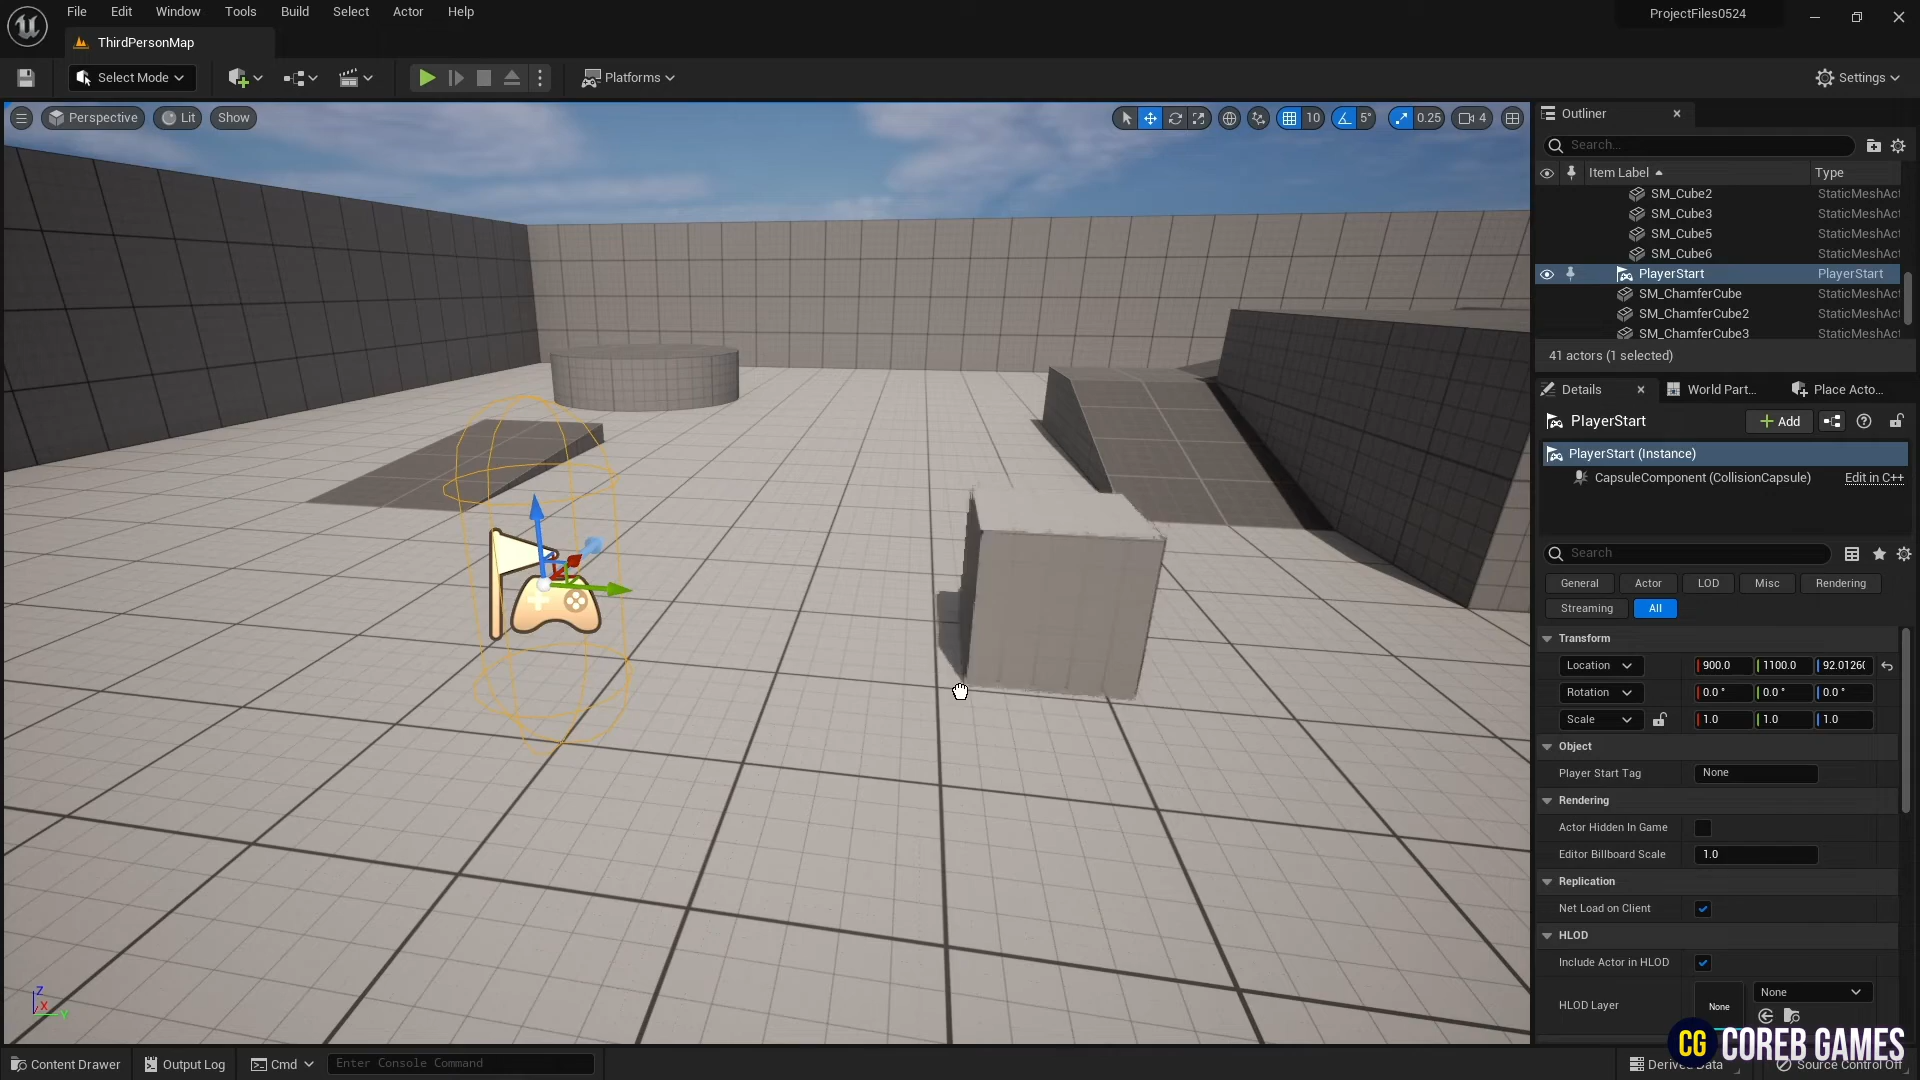 File Edit Window Tools Build Select Actor Help
ProjectFiles0524
ThirdPersonMap
Select Mode
Platforms
Settings
Perspective Lit Show
10 5° 0.25 4
Outliner
Search...
Item Label Type
SM_Cube2 StaticMeshAct
SM_Cube3 StaticMeshAct
SM_Cube5 StaticMeshAct
SM_Cube6 StaticMeshAct
PlayerStart PlayerStart
SM_ChamferCube StaticMeshAct
SM_ChamferCube2 StaticMeshAct
SM_ChamferCube3 StaticMeshAct
41 actors (1 selected)
Details World Part... Place Acto...
PlayerStart Add
PlayerStart (Instance)
CapsuleComponent (CollisionCapsule) Edit in C++
Search
General Actor LOD Misc Rendering
Streaming All
Transform
Location 900.0 1100.0 92.0126
Rotation 0.0 ° 0.0 ° 0.0 °
Scale 1.0 1.0 1.0
Object
Player Start Tag None
Rendering
Actor Hidden In Game
Editor Billboard Scale 1.0
Replication
Net Load on Client
HLOD
Include Actor in HLOD
HLOD Layer None None
Z X Y
CG COREB GAMES
Content Drawer Output Log Cmd Enter Console Command
Derived Data Source Control Off